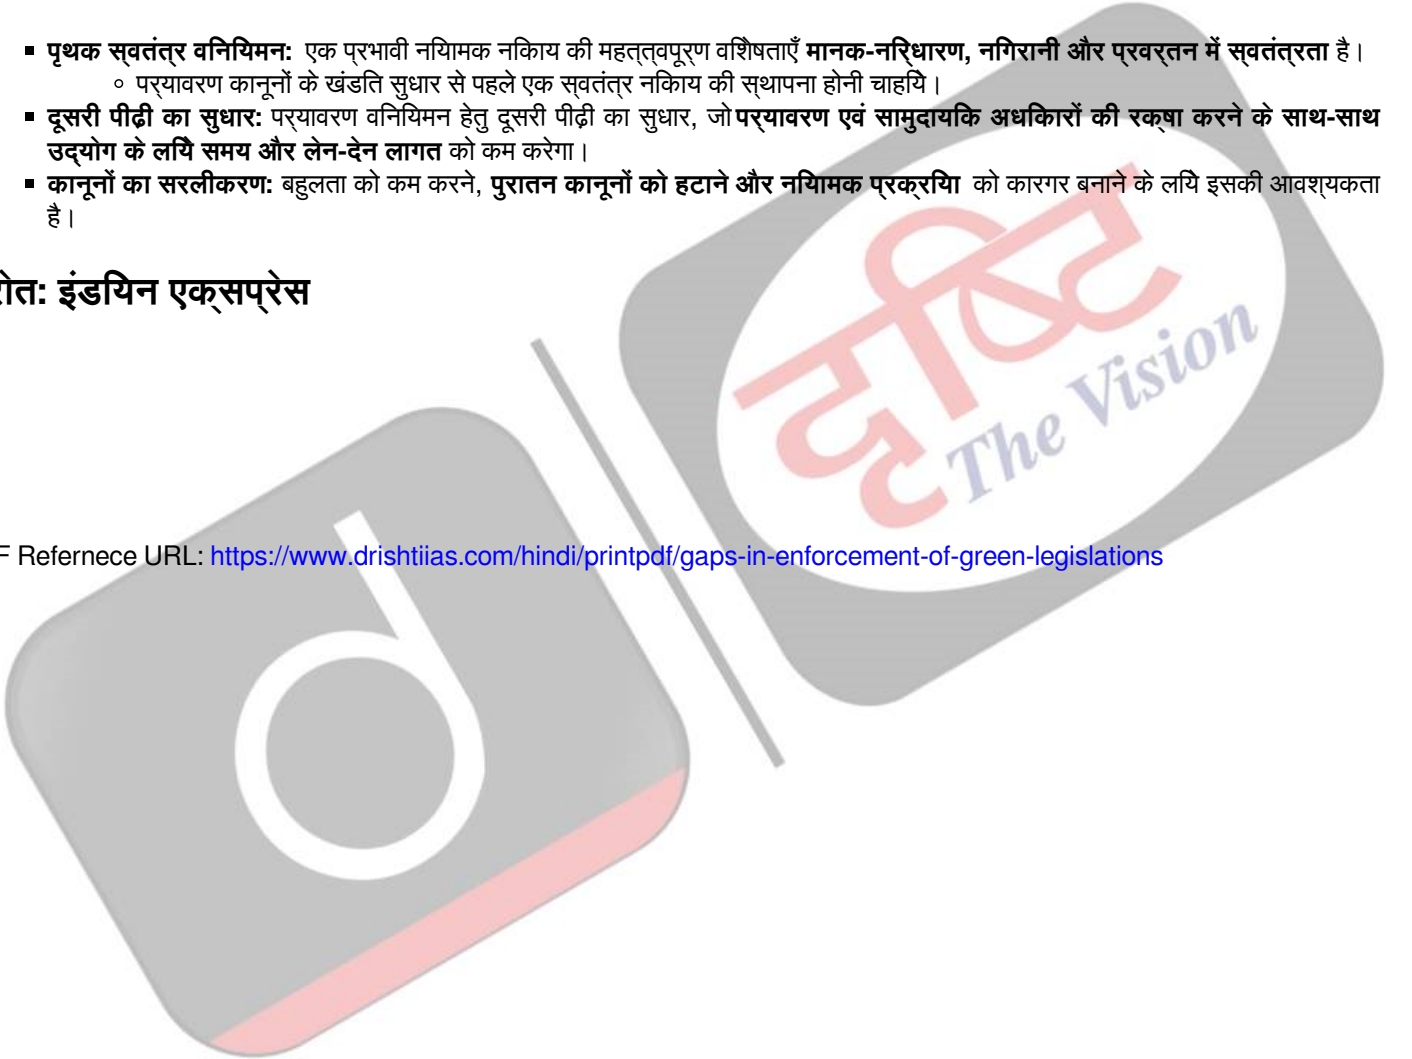 ▪ पृथक स्वतंत्र विनियिमन: एक प्रभावी नियामक निकाय की महत्त्वपूर्ण विशेषिताएँ मानक-निर्धारण, निगरानी और प्रवर्तन में स्वतंत्रता है।
◦ पर्यावरण कानूनों के खंडति सुधार से पहले एक स्वतंत्र निकाय की स्थापना होनी चाहिये।
▪ दूसरी पीढ़ी का सुधार: पर्यावरण विनियिमन हेतु दूसरी पीढ़ी का सुधार, जो पर्यावरण एवं सामुदायिक अधिकारों की रक्षा करने के साथ-साथ
उद्योग के लिये समय और लेन-देन लागत को कम करेगा।
▪ कानूनों का सरलीकरण: बहुलता को कम करने, पुरातन कानूनों को हटाने और नियामक प्रक्रिया को कारगर बनाने के लिये इसकी आवश्यकता
है।
रोत: इंडियन एक्सप्रेस
दृष्टि
The Vision
F Refernece URL: https://www.drishtiias.com/hindi/printpdf/gaps-in-enforcement-of-green-legislations
d